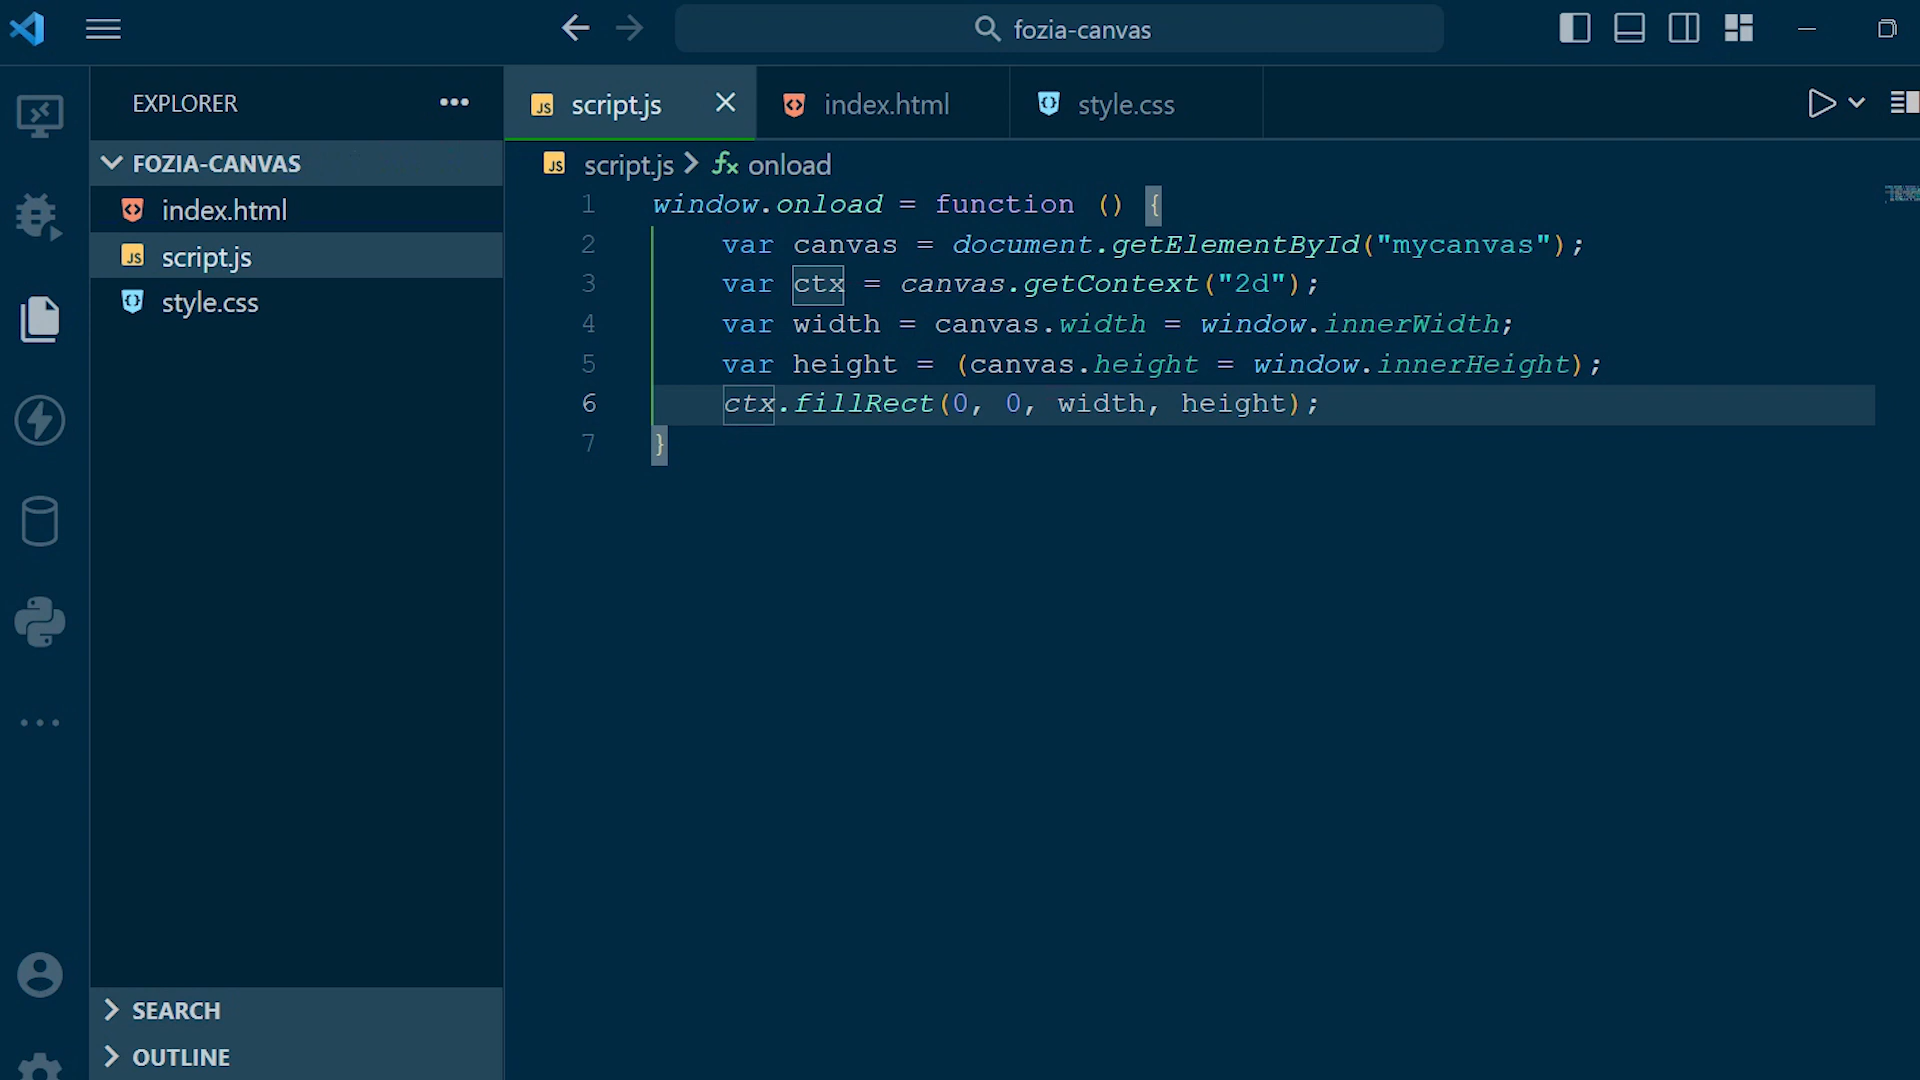 fozia-canvas
EXPLORER
FOZIA-CANVAS
index.html
script.js
style.css
SEARCH
OUTLINE
script.js
index.html
style.css
script.js > fx onload
1 window.onload = function () {
2 var canvas = document.getElementById("mycanvas");
3 var ctx = canvas.getContext("2d");
4 var width = canvas.width = window.innerWidth;
5 var height = (canvas.height = window.innerHeight);
6 ctx.fillRect(0, 0, width, height);
7 }